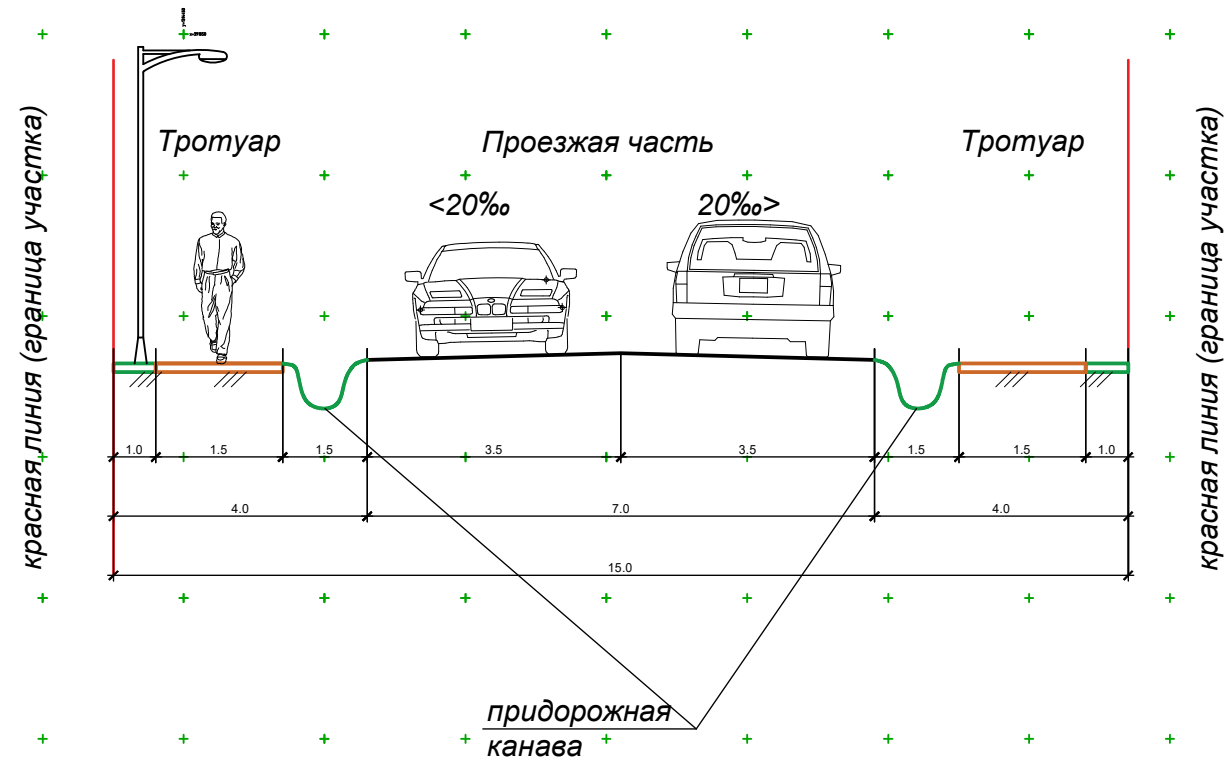 красная линия (граница участка)
Тротуар
Проезжая часть
Тротуар
<20‰
20‰>
красная линия (граница участка)
1.0
1.5
1.5
3.5
3.5
1.5
1.5
1.0
4.0
7.0
4.0
15.0
придорожная
канава